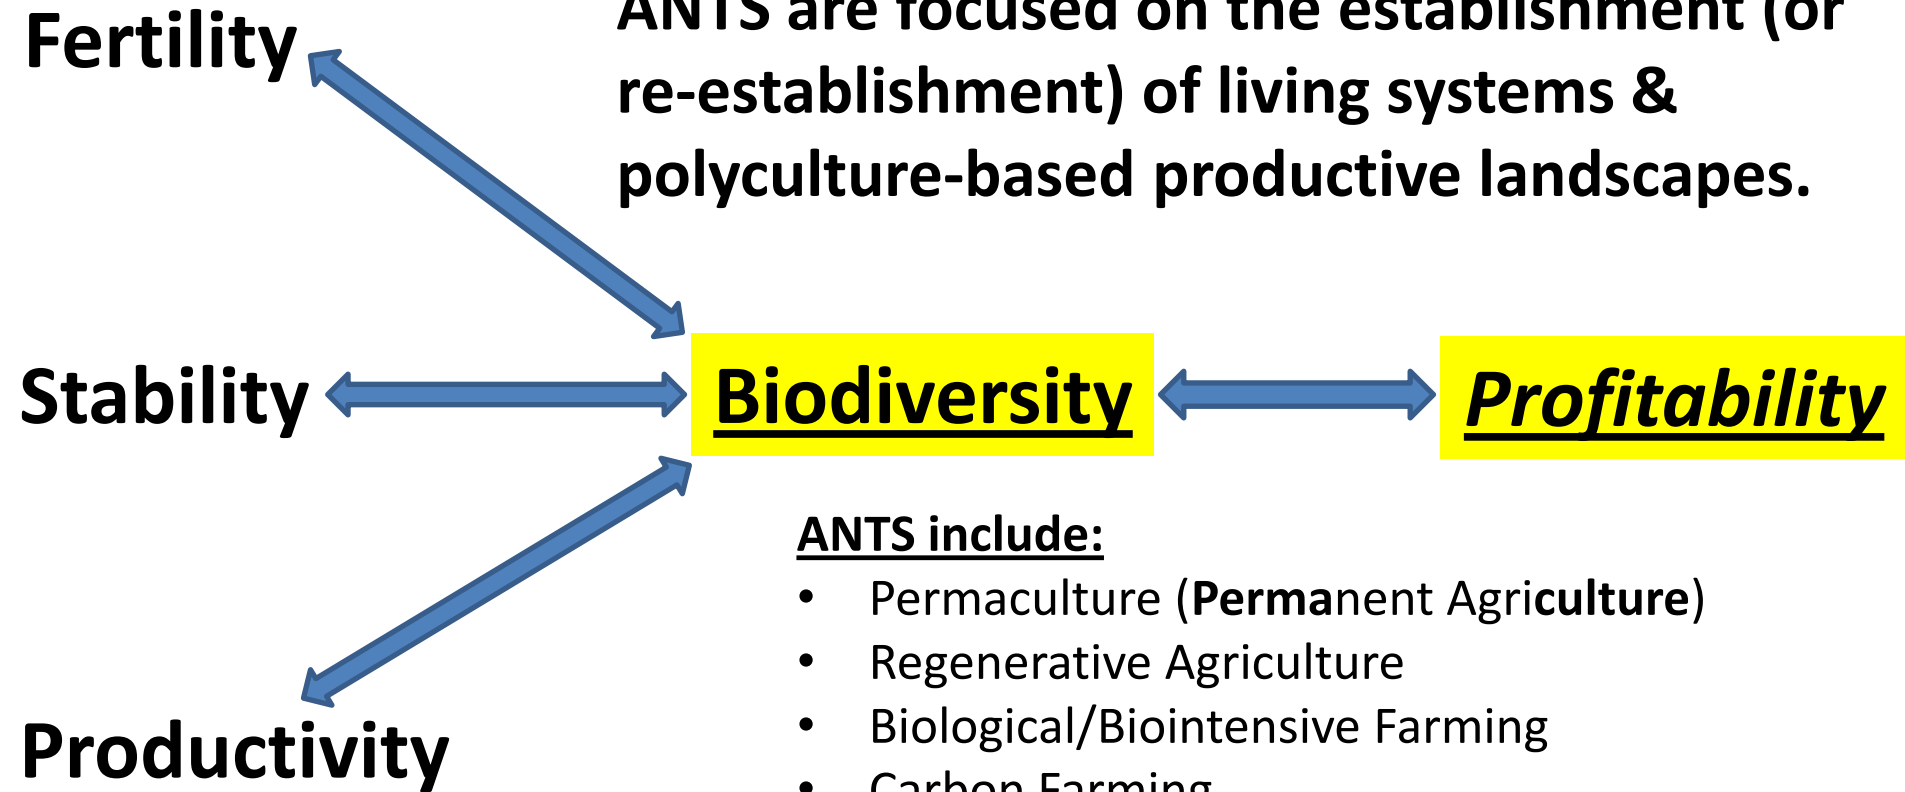 Fertility
ANTS are focused on the establishment (or
re-establishment) of living systems &
polyculture-based productive landscapes.
Stability
Biodiversity
Profitability
ANTS include:
• Permaculture (Permanent Agriculture)
• Regenerative Agriculture
• Biological/Biointensive Farming
Productivity
• Carbon Farming